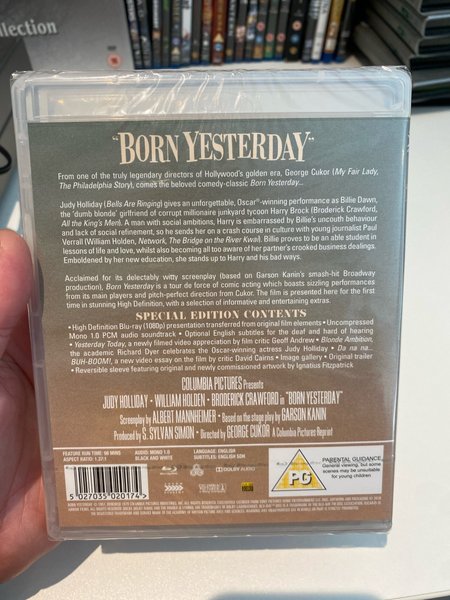 ollection
"BORN YESTERDAY"
From one of the truly legendary directors of Hollywood's golden era, George Cukor (My Fair Lady,
The Philadelphia Story), comes the beloved comedy-classic Born Yesterday...
Judy Holliday (Bells Are Ringing) gives an unforgettable, Oscar®-winning performance as Billie Dawn,
the 'dumb blonde' girlfriend of corrupt millionaire junkyard tycoon Harry Brock (Broderick Crawford,
All the King's Men). A man with social ambitions, Harry is embarrassed by Billie's uncouth behaviour
and lack of social refinement, so he sends her on a crash course in culture with young journalist Paul
Verrall (William Holden, Network, The Bridge on the River Kwai). Billie proves to be an able student in
lessons of life and love, whilst also becoming all too aware of her partner's crooked business dealings.
Emboldened by her new education, she stands up to Harry and his bad ways.
Acclaimed for its delectably witty screenplay (based on Garson Kanin's smash-hit Broadway
production), Born Yesterday is a tour de force of comic acting which boasts sizzling performances
from its main players and pitch-perfect direction from Cukor. The film is presented here for the first
time in stunning High Definition, with a selection of informative and entertaining extras.
SPECIAL EDITION CONTENTS
• High Definition Blu-ray (1080p) presentation transferred from original film elements • Uncompressed
Mono 1.0 PCM audio soundtrack • Optional English subtitles for the deaf and hard of hearing
• Yesterday Today, a newly filmed video appreciation by film critic Geoff Andrew • Blonde Ambition,
the academic Richard Dyer celebrates the Oscar-winning actress Judy Holliday • Da na na...
BUH-BOOM!, a new video essay on the film by critic David Cairns • Image gallery • Original trailer
• Reversible sleeve featuring original and newly commissioned artwork by Ignatius Fitzpatrick
COLUMBIA PICTURES Presents
JUDY HOLLIDAY • WILLIAM HOLDEN • BRODERICK CRAWFORD in "BORN YESTERDAY"
Screenplay by ALBERT MANNHEIMER • Based on the stage play by GARSON KANIN
Produced by S. SYLVAN SIMON • Directed by GEORGE CUKOR A Columbia Pictures Reprint
FEATURE RUN TIME: 98 MINS AUDIO: MONO 1.0 LANGUAGE: ENGLISH
ASPECT RATIO: 1.37:1 BLACK AND WHITE SUBTITLES: ENGLISH SDH
5 027035 020174
DOLBY AUDIO
PG
PARENTAL GUIDANCE
General viewing, but some
scenes may be unsuitable
for young children